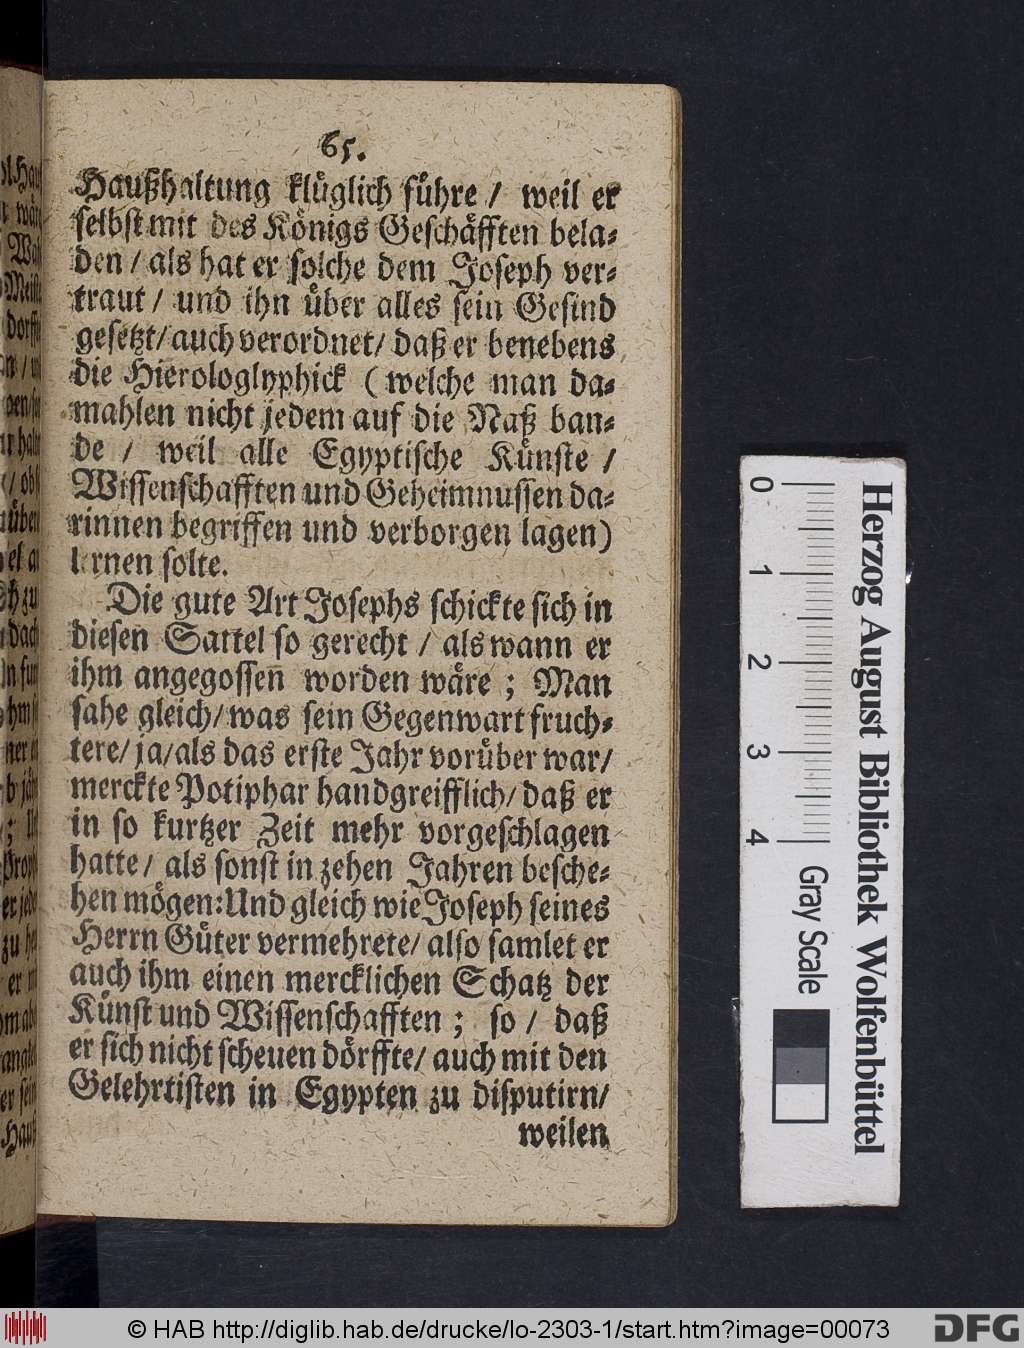 65.
Haußhaltung klüglich führe / weil er
selbst mit des Königs Geschäfften bela⸗
den / als hat er solche dem Joseph ver⸗
traut / und ihn über alles sein Gesind
gesetzt / auch verordnet / daß er benebens
die Hierologlyphick ( welche man da⸗
mahlen nicht jedem auf die Naß ban⸗
de / weil alle Egyptische Künste /
Wissenschafften und Geheimnussen da⸗
rinnen begriffen und verborgen lagen )
lernen solte.
Die gute Art Josephs schickte sich in
diesen Sattel so gerecht / als wann er
ihm angegossen̄ worden wäre ; Man
sahe gleich / was sein Gegenwart fruch⸗
tere / ja / als das erste Jahr vorüber war /
merckte Potiphar handgreifflich / daß er
in so kurtzer Zeit mehr vorgeschlagen
hatte / als sonst in zehen Jahren besche⸗
hen mögen : Und gleich wie Joseph seines
Herrn Güter vermehrete / also samlet er
auch ihm einen mercklichen Schatz der
Künst und Wissenschafften ; so / daß
er sich nicht scheuen dörffte / auch mit den
Gelehrtisten in Egypten zu disputirn /
weilen
0 1 2 3 4
Herzog August Bibliothek Wolfenbüttel
Gray Scale
© HAB http://diglib.hab.de/drucke/lo-2303-1/start.htm?image=00073
DFG